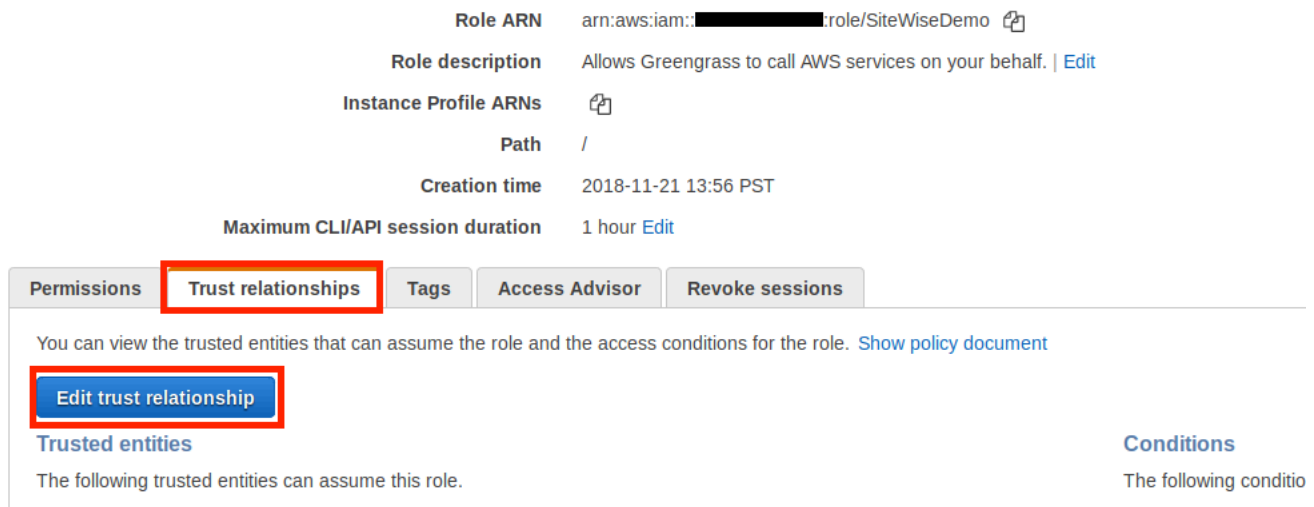 Role ARN arn:aws:iam:: :role/SiteWiseDemo
Role description Allows Greengrass to call AWS services on your behalf. | Edit
Instance Profile ARNs
Path /
Creation time 2018-11-21 13:56 PST
Maximum CLI/API session duration 1 hour Edit
Permissions Trust relationships Tags Access Advisor Revoke sessions
You can view the trusted entities that can assume the role and the access conditions for the role. Show policy document
Edit trust relationship
Trusted entities Conditions
The following trusted entities can assume this role. The following conditio